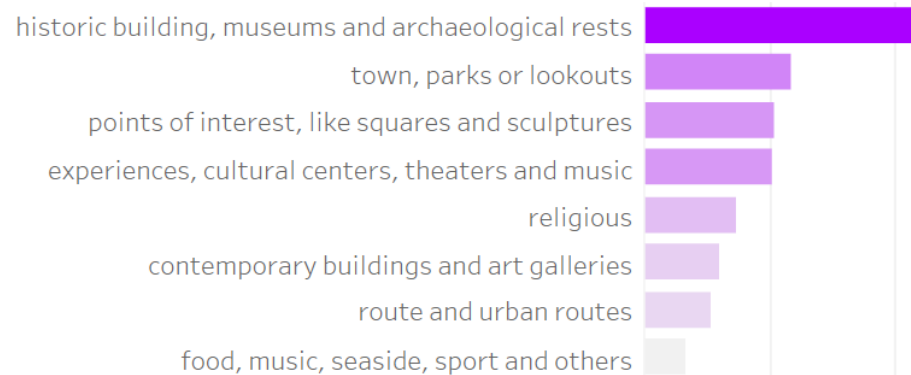 historic building, museums and archaeological rests
town, parks or lookouts
points of interest, like squares and sculptures
experiences, cultural centers, theaters and music
religious
contemporary buildings and art galleries
route and urban routes
food, music, seaside, sport and others